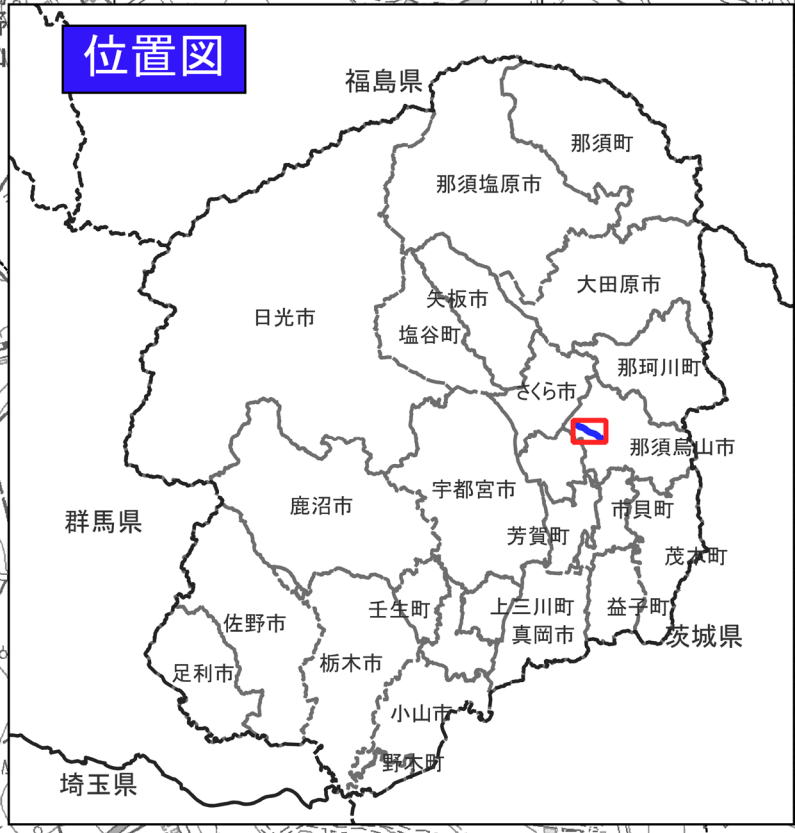 位置図
福島県
那須町
那須塩原市
大田原市
矢板市
日光市
塩谷町
那珂川町
さくら市
那須烏山市
宇都宮市
鹿沼市
市貝町
群馬県
芳賀町
茂木町
壬生町
上三川町
益子町
佐野市
真岡市
茨城県
栃木市
足利市
小山市
野木町
埼玉県